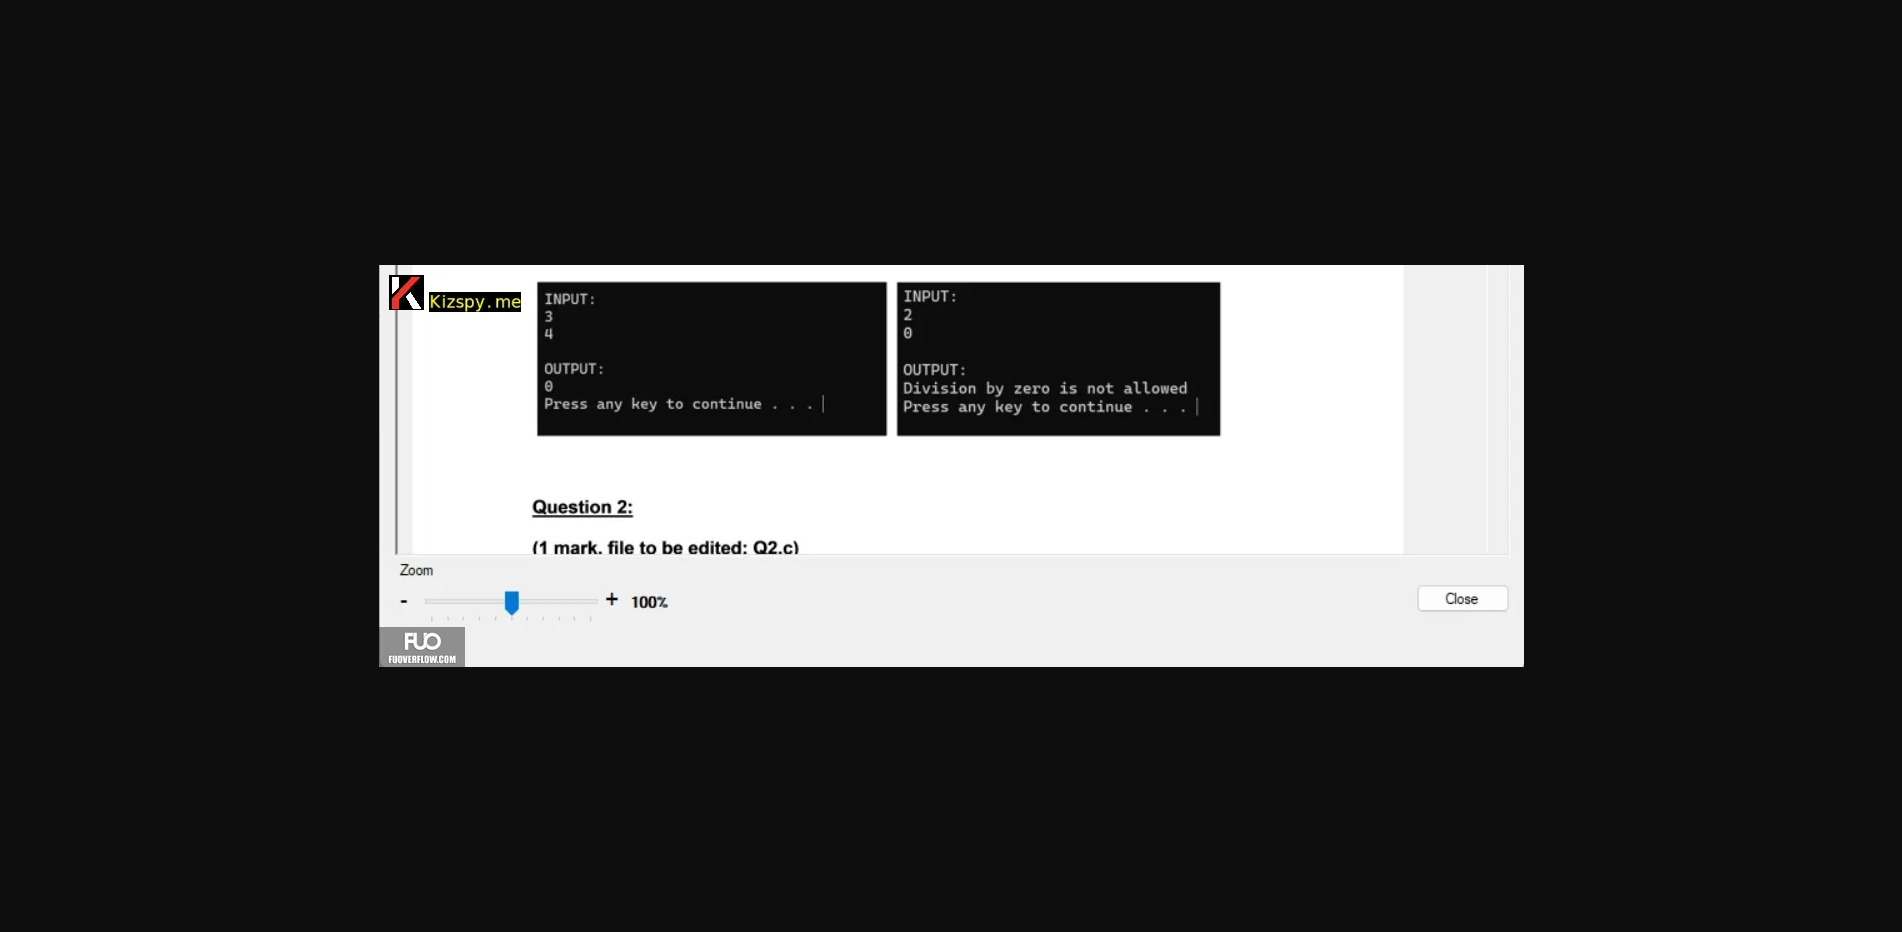 Kizspy.me
INPUT:
3
4
OUTPUT:
0
Press any key to continue . . .
INPUT:
2
0
OUTPUT:
Division by zero is not allowed
Press any key to continue . . .
Question 2:
(1 mark, file to be edited: Q2.c)
Zoom
- + 100%
Close
FUO
FUOVERFLOW.COM